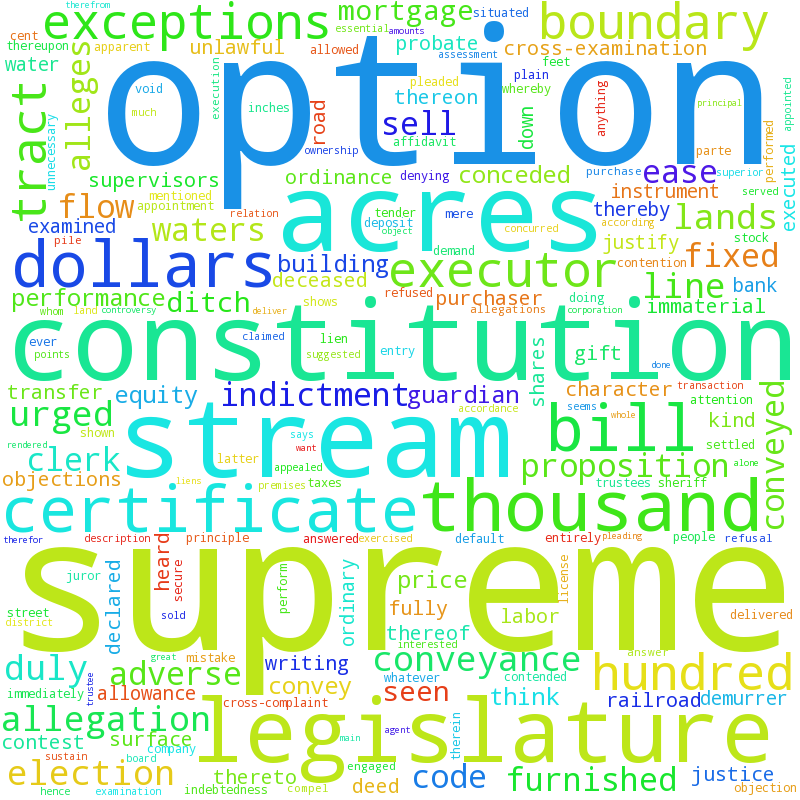 therefrom
exceptions
mortgage
essential
amounts
situated
boundary
cent
thereupon
apparent
unlawful
allowed
probate
assessment
cross-examination
water
alleges
option
execution
void
much
inches
road
pleaded
thereon
whereby
plain
feet
anything
principal
appointed
tract
unnecessary
sell
affidavit
down
ownership
parte
performed
supervisors
mentioned
appointment
ordinance
denying
conceded
purchase
ease
superior
served
executed
flow
instrument
examined
waters
relation
deposit
tender
object
mere
concurred
thereby
according
lands
acres
justify
stock
pile
dollars
building
demand
contention
fixed
deceased
executor
line
bank
performance
ditch
shows
refused
purchaser
doing
immaterial
whom
land
controversy
deliver
allegations
corporation
constitution
ever
points
claimed
lien
suggested
entry
shares
gift
done
transfer
equity
indictment
guardian
character
transaction
attention
seems
whole
kind
conveyed
urged
shown
accordance
rendered
stream
says
want
bill
settled
clerk
latter
appealed
proposition
alone
objections
liens
premises
taxes
trustees
sheriff
certificate
exercised
thousand
therefor
description
principle
answered
default
entirely
pleading
people
refusal
supreme
juror
heard
secure
declared
perform
ordinary
price
license
street
district
sold
fully
labor
delivered
thereof
great
mistake
interested
answer
duly
adverse
trustee
writing
conveyance
contended
hundred
immediately
allowance
convey
whatever
seen
think
railroad
demurrer
cross-complaint
allegation
legislature
contest
surface
company
agent
main
therein
sustain
board
election
thereto
engaged
deed
code
furnished
justice
hence
examination
indebtedness
compel
objection